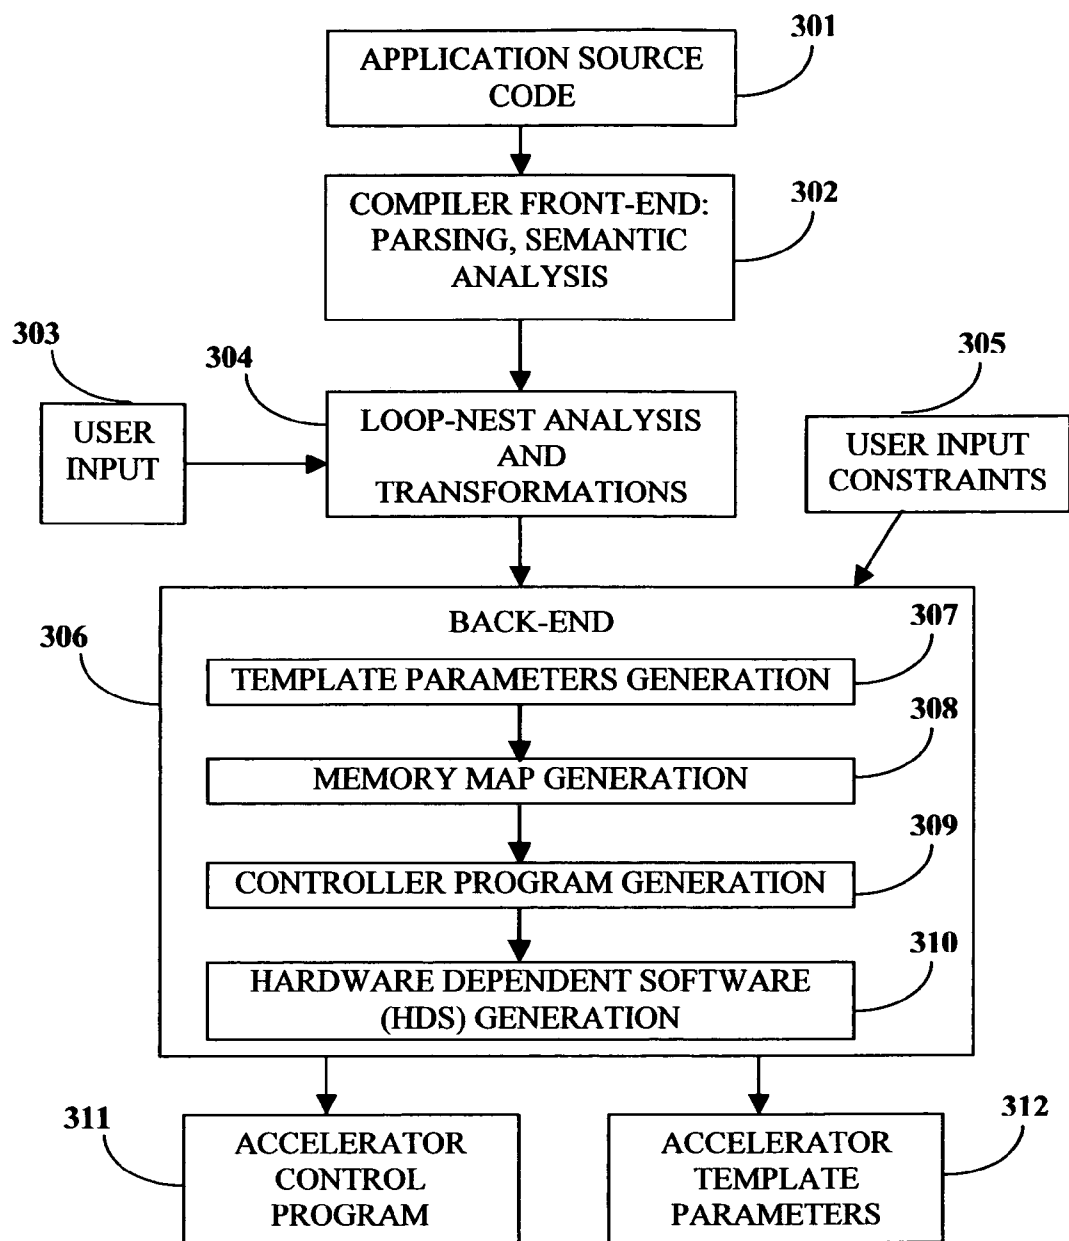 301
APPLICATION SOURCE
CODE
302
COMPILER FRONT-END:
PARSING, SEMANTIC
ANALYSIS
303
304
305
USER
INPUT
LOOP-NEST ANALYSIS
AND
TRANSFORMATIONS
USER INPUT
CONSTRAINTS
306
BACK-END
307
TEMPLATE PARAMETERS GENERATION
308
MEMORY MAP GENERATION
309
CONTROLLER PROGRAM GENERATION
310
HARDWARE DEPENDENT SOFTWARE
(HDS) GENERATION
311
ACCELERATOR
CONTROL
PROGRAM
312
ACCELERATOR
TEMPLATE
PARAMETERS